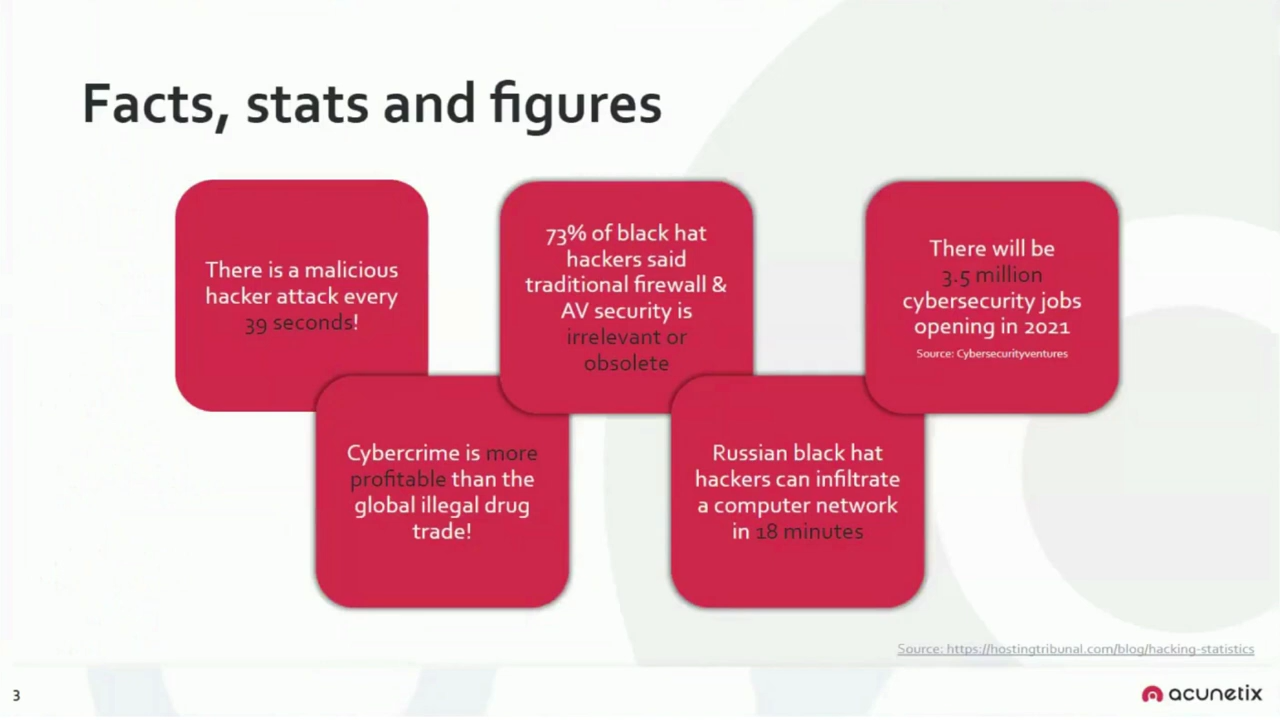 Facts, stats and figures
There is a malicious
hacker attack every
39 seconds!
73% of black hat
hackers said
traditional firewall &
AV security is
irrelevant or
obsolete
There will be
3.5 million
cybersecurity jobs
opening in 2021
Source: Cybersecurityventures
Cybercrime is more
profitable than the
global illegal drug
trade!
Russian black hat
hackers can infiltrate
a computer network
in 18 minutes
Source: https://hostingtribunal.com/blog/hacking-statistics
3
acunetix